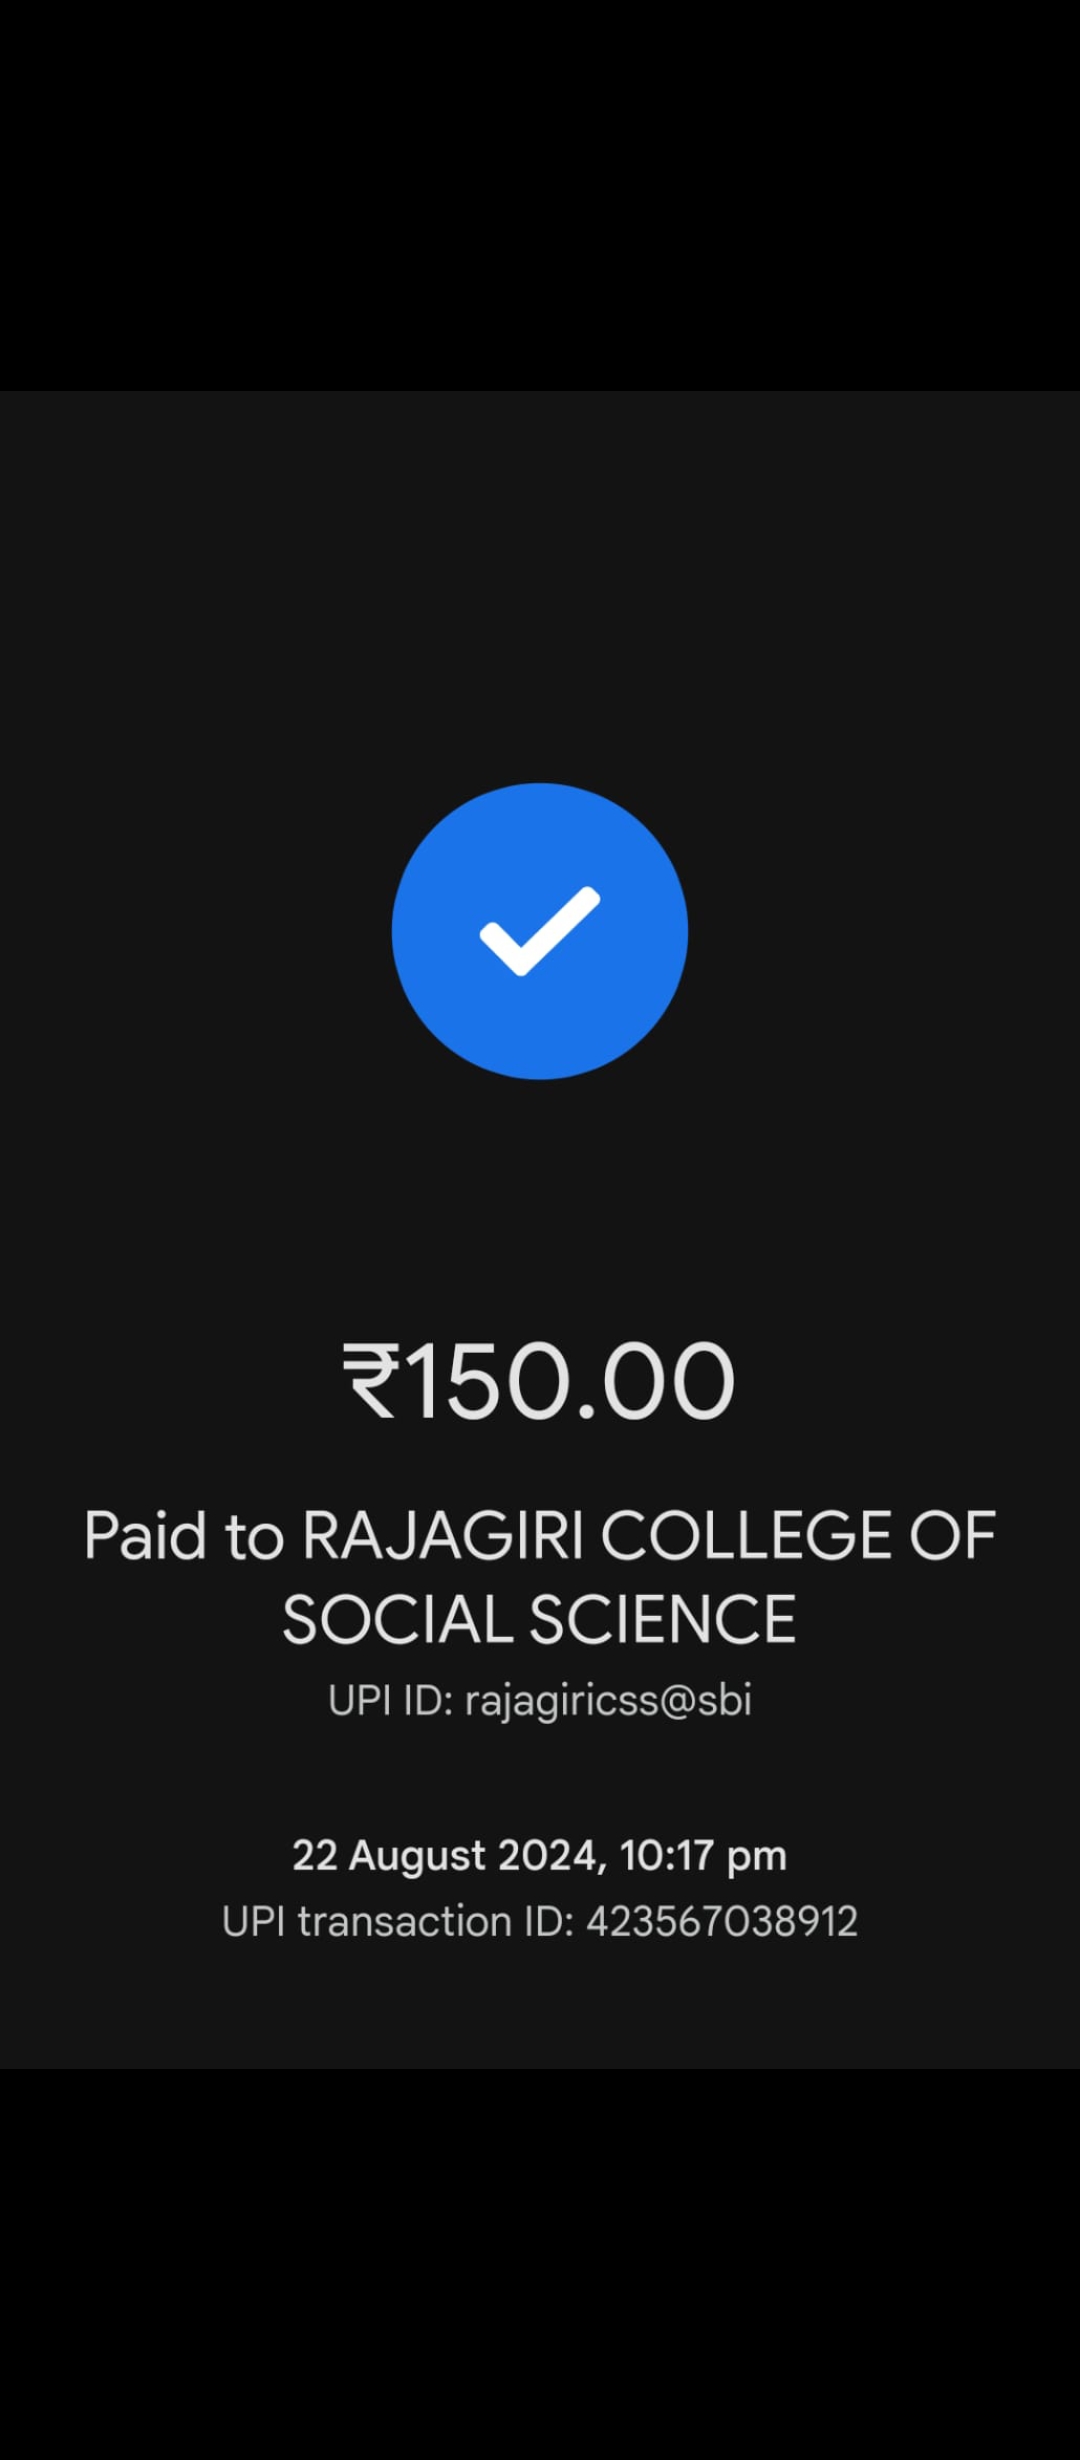 ₹150.00
Paid to RAJAGIRI COLLEGE OF
SOCIAL SCIENCE
UPI ID: rajagiricss@sbi
22 August 2024, 10:17 pm
UPI transaction ID: 423567038912